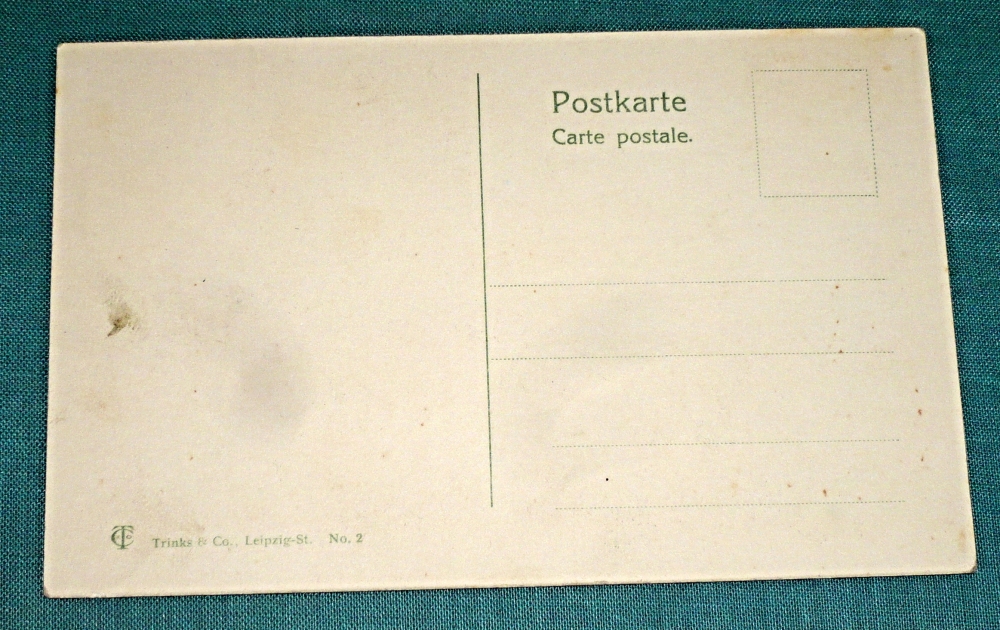 Postkarte
Carte postale.
Trinks & Co., Leipzig-St. No. 2